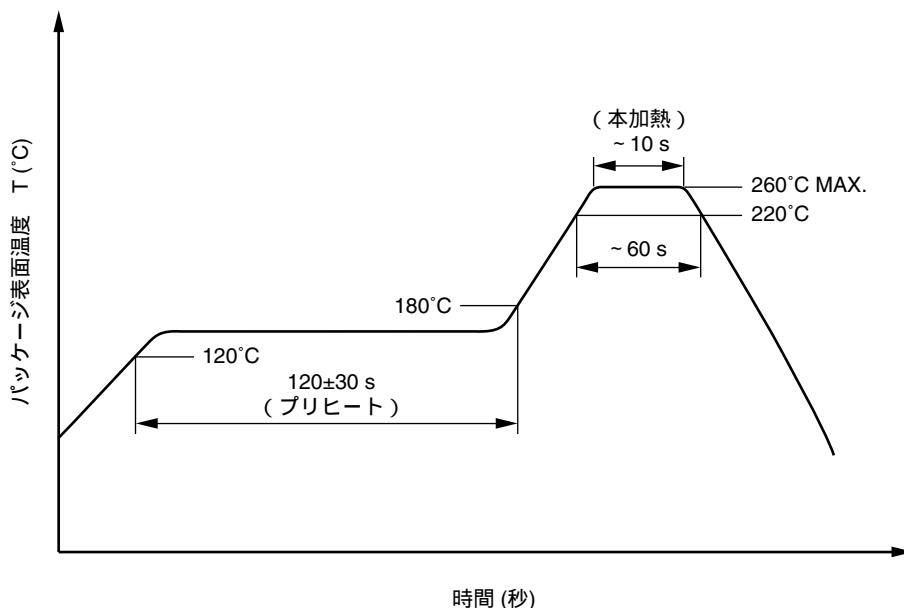 (本加熱)
~ 10 s
260˚C MAX.
220˚C
~ 60 s
180˚C
120˚C
120±30 s
(プリヒート)
パッケージ表面温度 T (˚C)
時間 (秒)